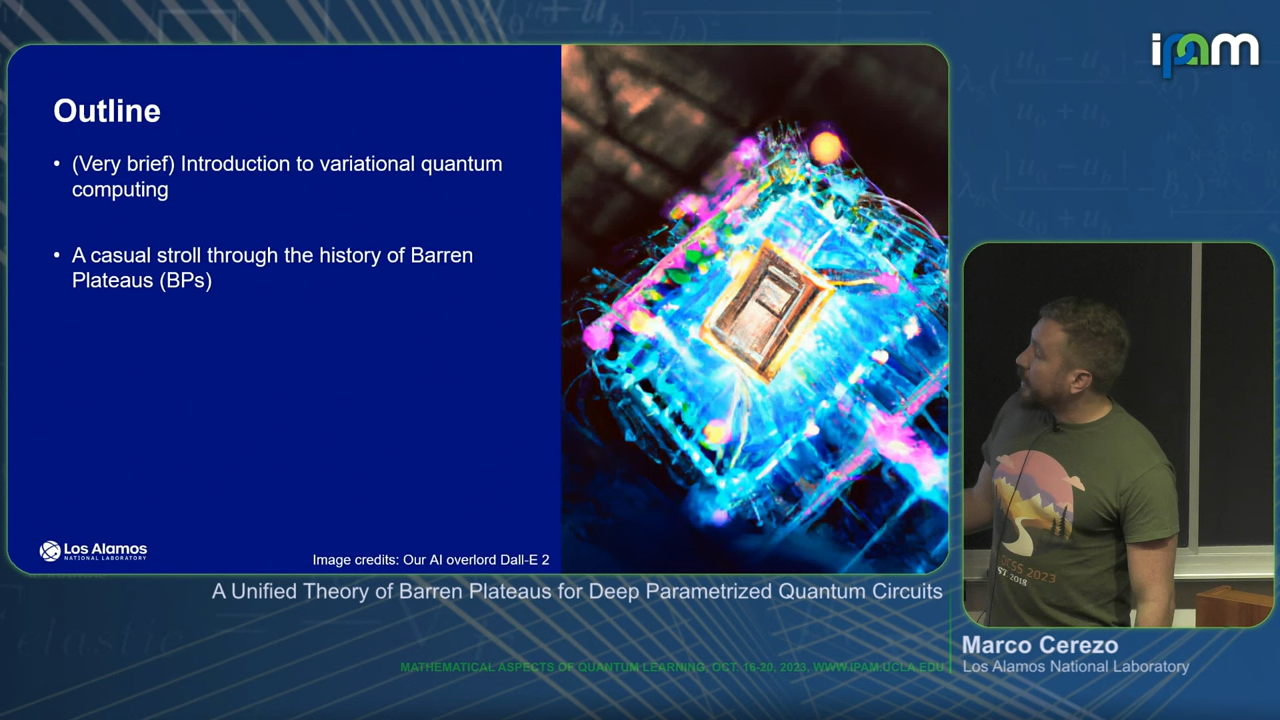 ipam
Outline
• (Very brief) Introduction to variational quantum
computing
• A casual stroll through the history of Barren
Plateaus (BPs)
Los Alamos
NATIONAL LABORATORY
Image credits: Our AI overlord Dall-E 2
A Unified Theory of Barren Plateaus for Deep Parametrized Quantum Circuits
MATHEMATICAL ASPECTS OF QUANTUM LEARNING, OCT. 16-20, 2023, WWW.IPAM.UCLA.EDU
2023
2018
Marco Cerezo
Los Alamos National Laboratory
elastic